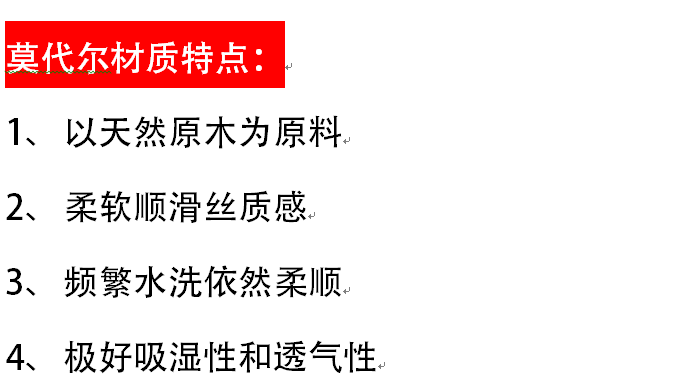 莫代尔材质特点：
1、 以天然原木为原料
2、 柔软顺滑丝质感
3、 频繁水洗依然柔顺
4、 极好吸湿性和透气性